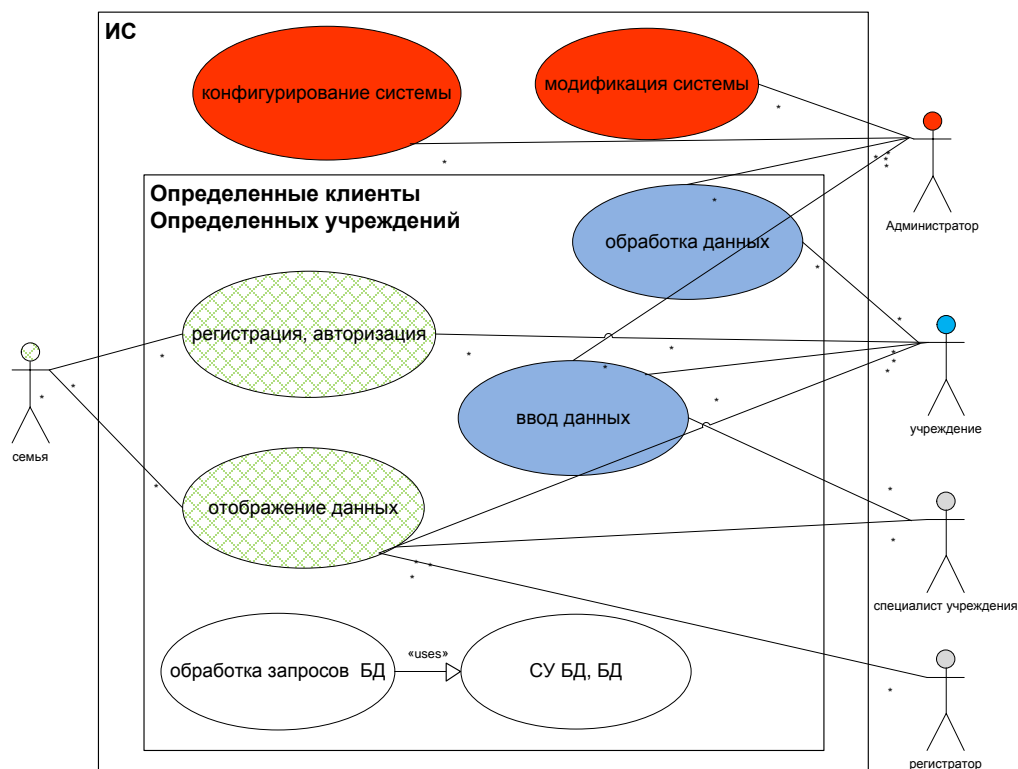 ИС
конфигурирование системы
модификация системы
Администратор
Определенные клиенты
Определенных учреждений
обработка данных
регистрация, авторизация
учреждение
семья
ввод данных
отображение данных
специалист учреждения
обработка запросов БД
«uses»
СУ БД, БД
регистратор